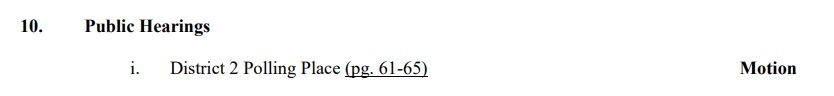 10. Public Hearings
i. District 2 Polling Place (pg. 61-65) Motion